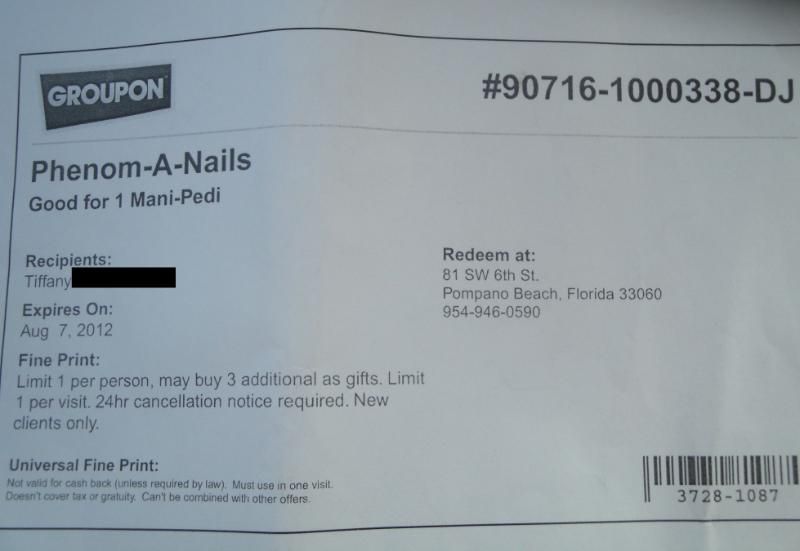 GROUPON
#90716-1000338-DJ
Phenom-A-Nails
Good for 1 Mani-Pedi
Recipients:
Tiffany
Expires On:
Aug 7, 2012
Fine Print:
Limit 1 per person, may buy 3 additional as gifts. Limit
1 per visit. 24hr cancellation notice required. New
clients only.
Redeem at:
81 SW 6th St.
Pompano Beach, Florida 33060
954-946-0590
Universal Fine Print:
Not valid for cash back (unless required by law). Must use in one visit.
Doesn't cover tax or gratuity. Can't be combined with other offers.
3728-1087